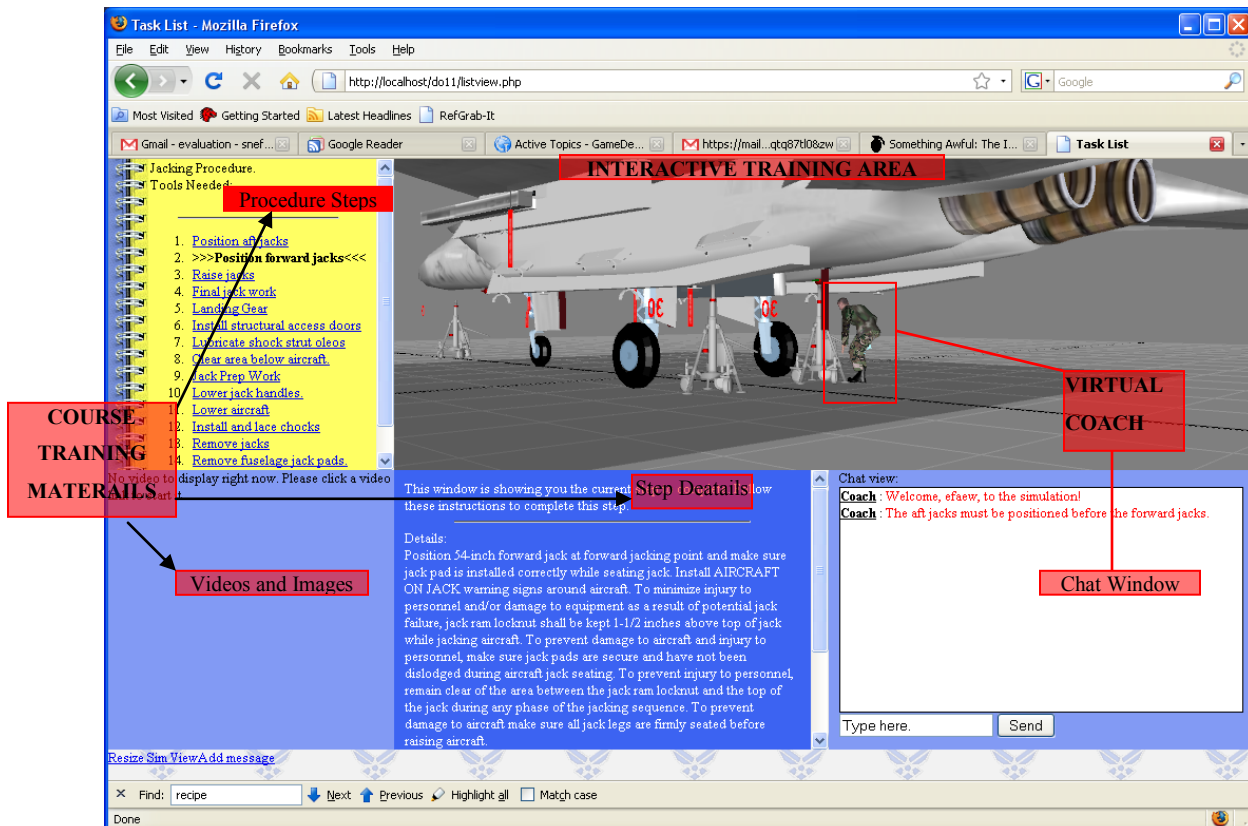 Task List - Mozilla Firefox
File Edit View History Bookmarks Tools Help
http://localhost/do11/listview.php
G Google
Most Visited Getting Started Latest Headlines RefGrab-It
Gmail - evaluation - snef... Google Reader Active Topics - GameDe... https://mail...qtq87tl08zw Something Awful: The I... Task List
INTERACTIVE TRAINING AREA
Jacking Procedure.
Tools Needed:
Procedure Steps
1. Position aft jacks
2. >>>Position forward jacks<<<
3. Raise jacks
4. Final jack work
5. Landing Gear
6. Install structural access doors
7. Lubricate shock strut oleos
8. Clear area below aircraft.
9. Jack Prep Work
10. Lower jack handles.
11. Lower aircraft
12. Install and lace chocks
13. Remove jacks
14. Remove fuselage jack pads.
30
30
VIRTUAL
COACH
COURSE
TRAINING
MATERAILS
No video to display right now. Please click a video
to start it
Videos and Images
Step Deatails
This window is showing you the current
these instructions to complete this step.
Details:
Position 54-inch forward jack at forward jacking point and make sure
jack pad is installed correctly while seating jack. Install AIRCRAFT
ON JACK warning signs around aircraft. To minimize injury to
personnel and/or damage to equipment as a result of potential jack
failure, jack ram locknut shall be kept 1-1/2 inches above top of jack
while jacking aircraft. To prevent damage to aircraft and injury to
personnel, make sure jack pads are secure and have not been
dislodged during aircraft jack seating. To prevent injury to personnel,
remain clear of the area between the jack ram locknut and the top of
the jack during any phase of the jacking sequence. To prevent
damage to aircraft make sure all jack legs are firmly seated before
raising aircraft.
Chat view:
Coach : Welcome, efaew, to the simulation!
Coach : The aft jacks must be positioned before the forward jacks.
Chat Window
Type here. Send
Resize Sim ViewAdd message
× Find: recipe Next Previous Highlight all Match case
Done